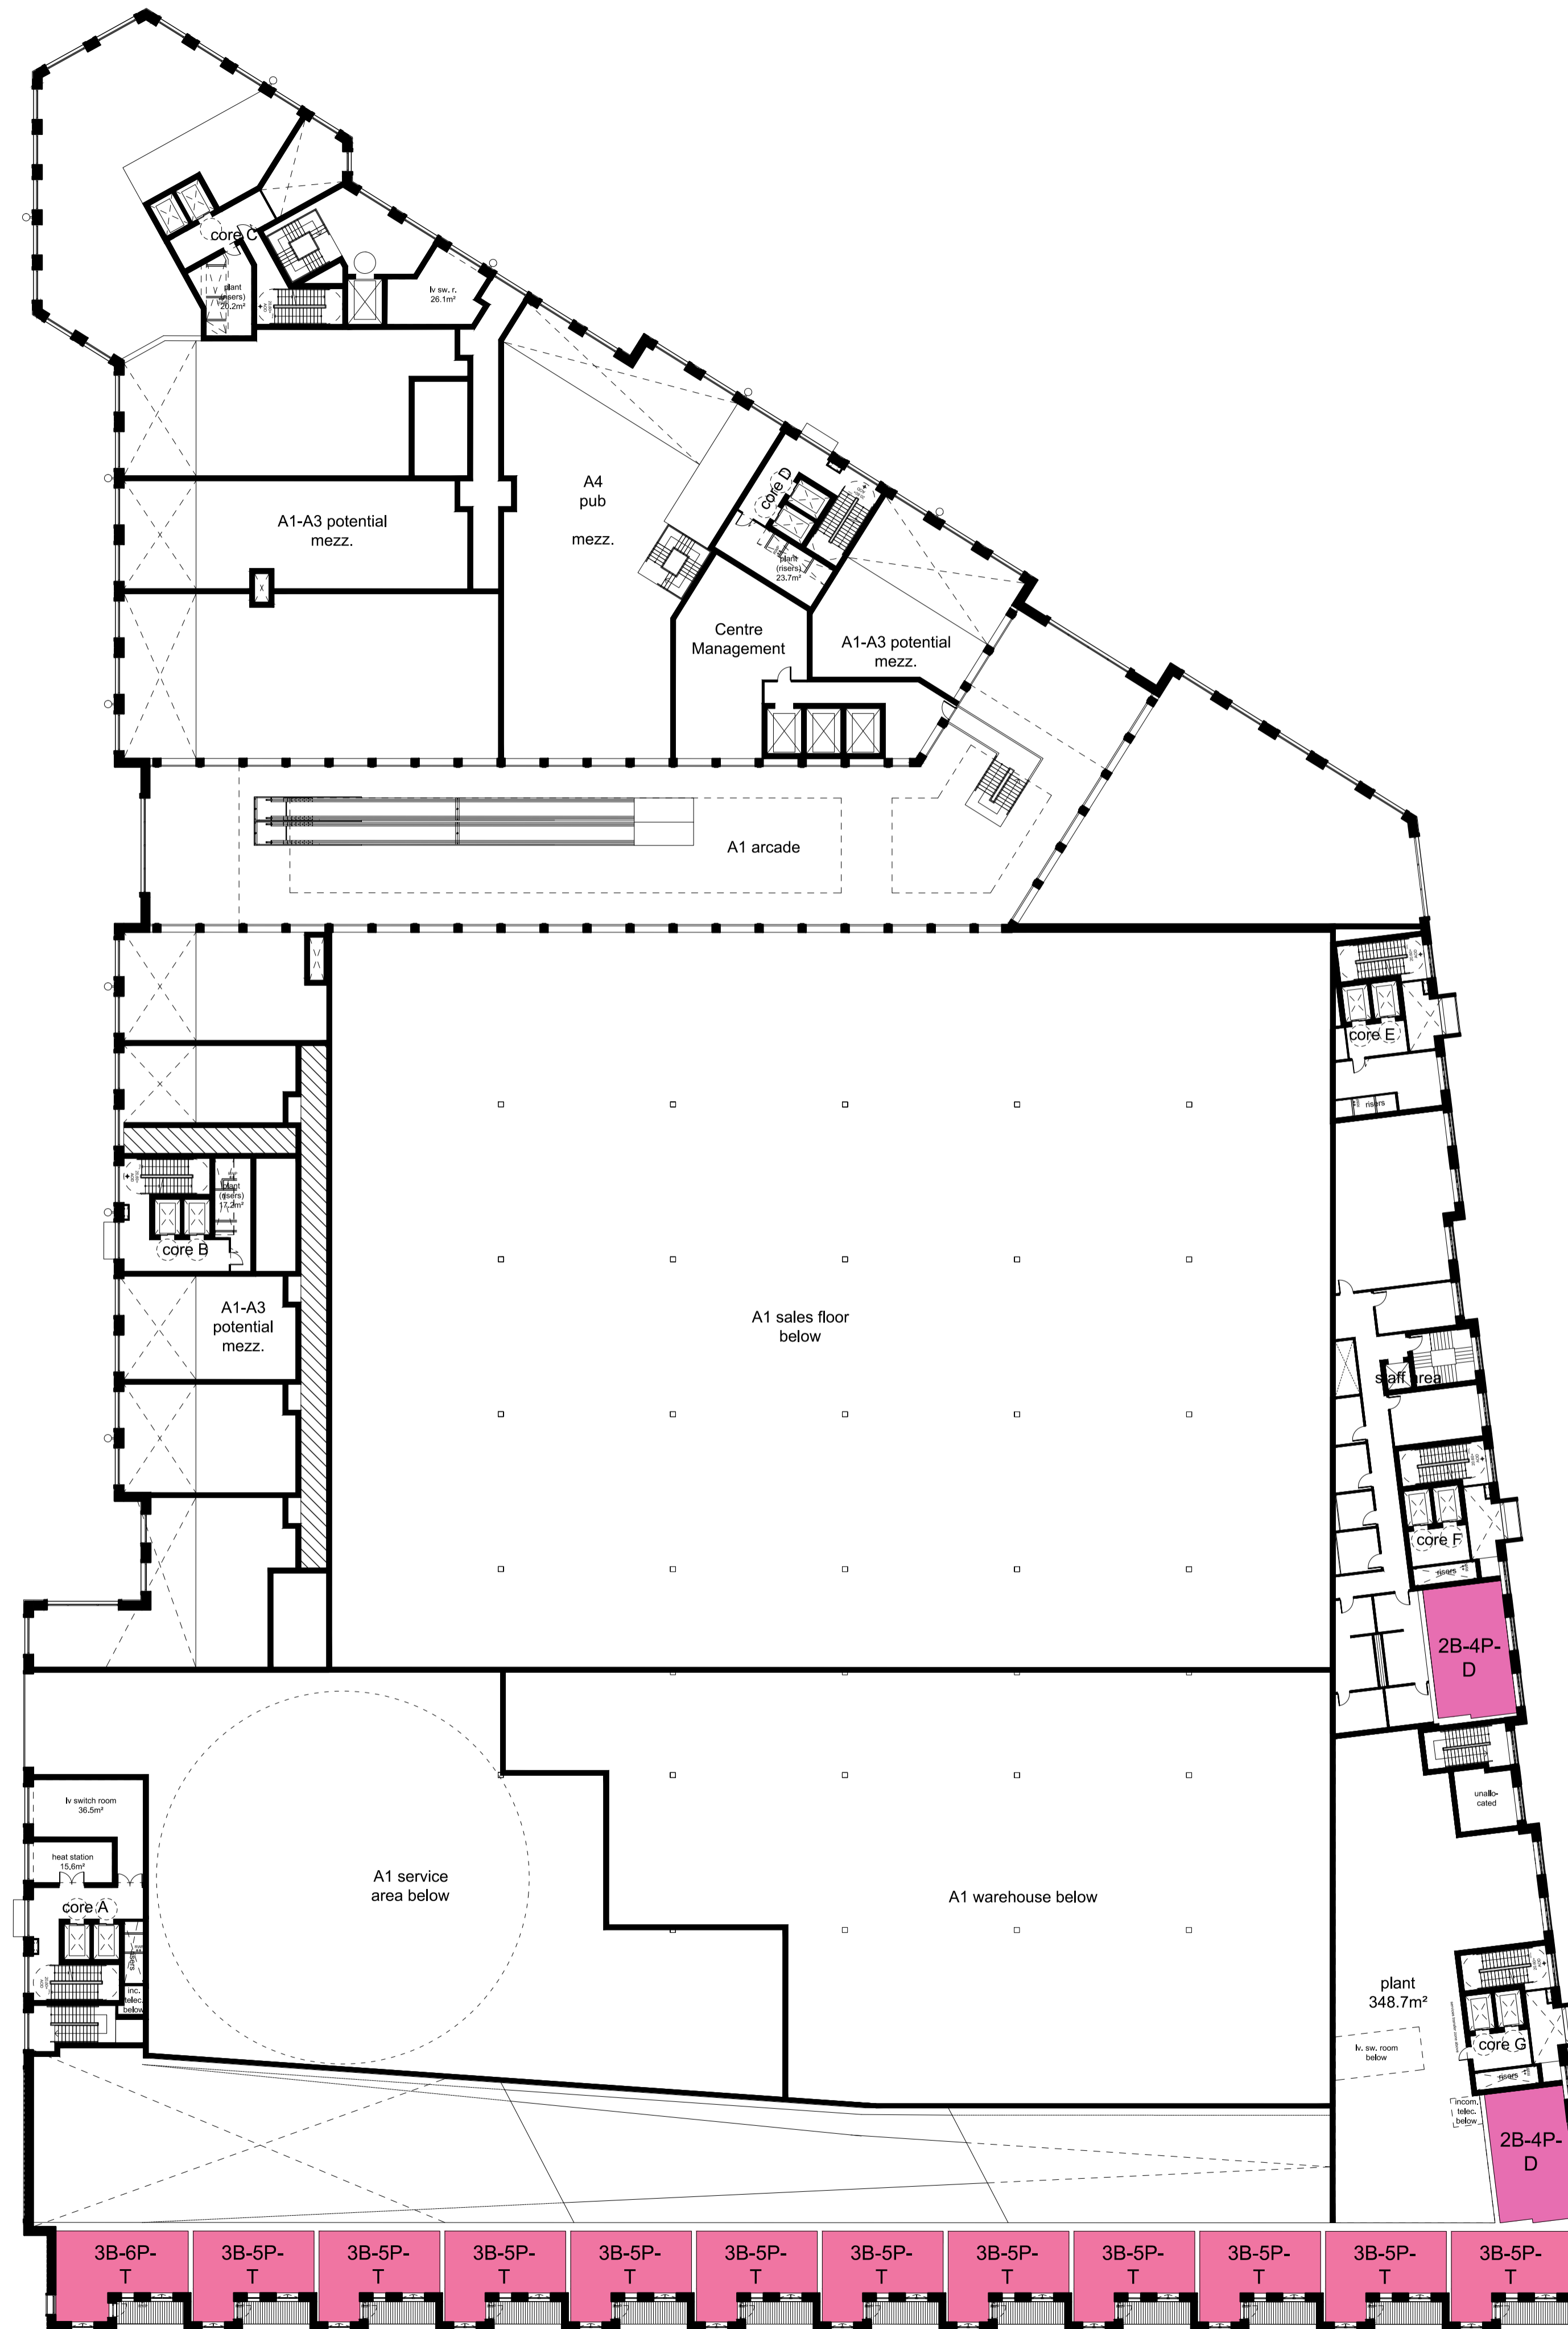 core C
plant
(risers)
20.2m²
lv sw. r.
26.1m²
A4
pub
mezz.
core D
plant
(risers)
23.7m²
A1-A3 potential
mezz.
Centre
Management
A1-A3 potential
mezz.
A1 arcade
core E
risers
plant
(risers)
17.2m²
core B
A1-A3
potential
mezz.
A1 sales floor
below
staff area
core F
risers
2B-4P-
D
unallo-
cated
lv switch room
36.5m²
heat station
15,6m²
core A
risers
inc.
telec.
below
A1 service
area below
A1 warehouse below
plant
348.7m²
lv. sw. room
below
core G
risers
incom.
telec.
below
2B-4P-
D
3B-6P-
T
3B-5P-
T
3B-5P-
T
3B-5P-
T
3B-5P-
T
3B-5P-
T
3B-5P-
T
3B-5P-
T
3B-5P-
T
3B-5P-
T
3B-5P-
T
3B-5P-
T